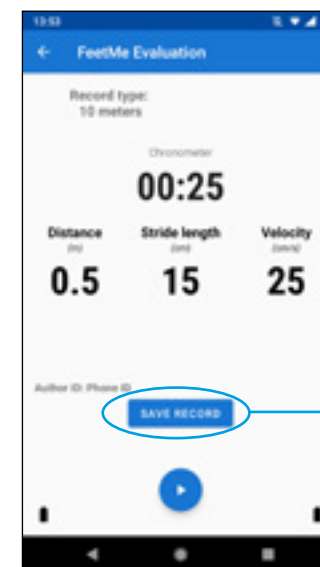 13:53
FeetMe Evaluation
Record type:
10 meters
Chronometer
00:25
Distance Stride length Velocity
(m) (cm) (cm/s)
0.5 15 25
Author ID: Phone ID
SAVE RECORD